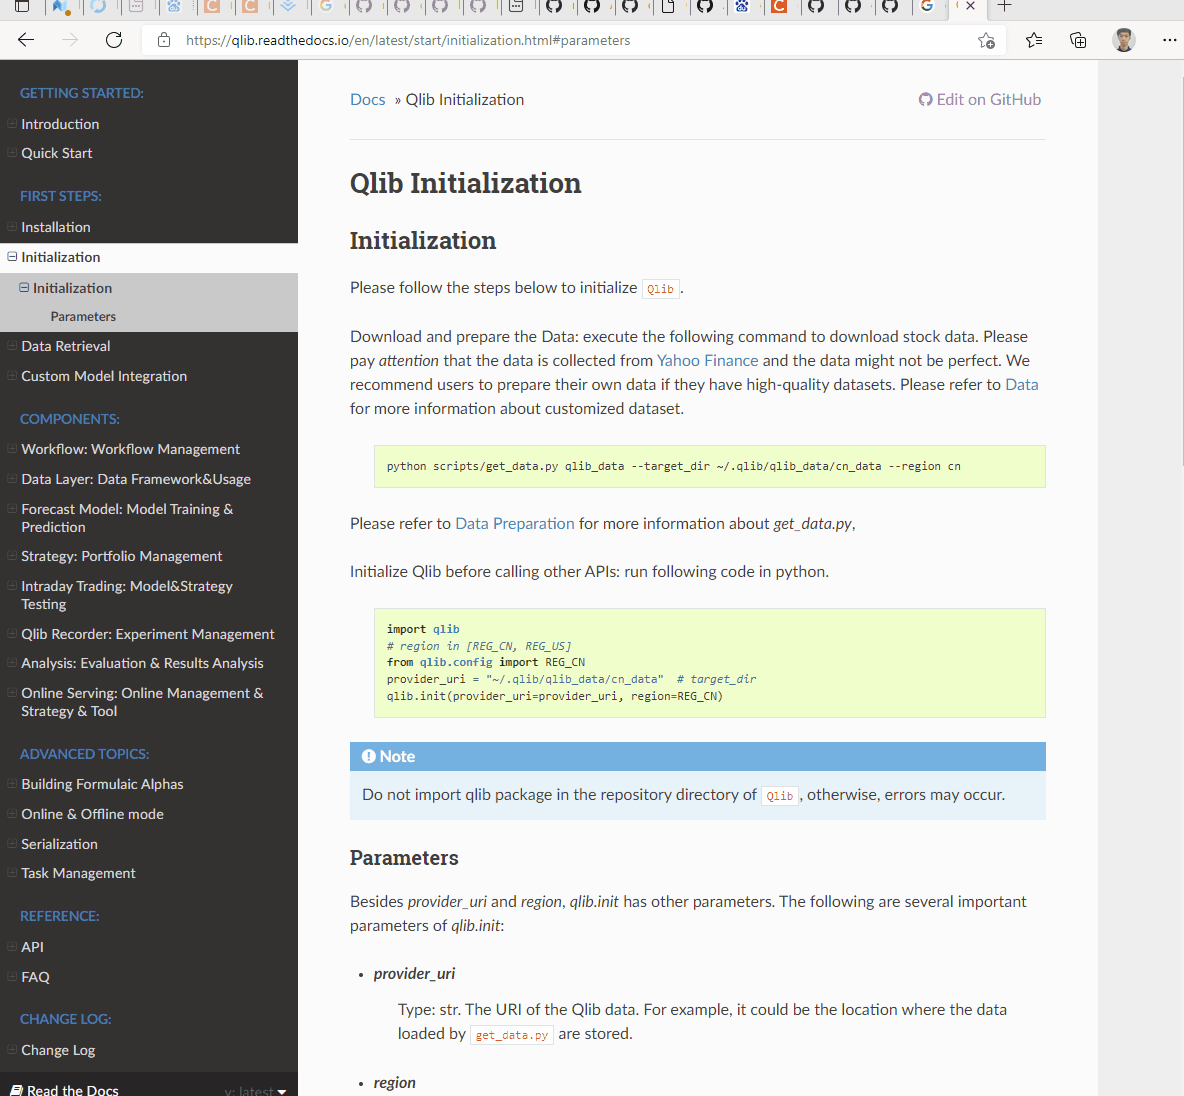 https://qlib.readthedocs.io/en/latest/start/initialization.html#parameters
GETTING STARTED:
Introduction
Quick Start
FIRST STEPS:
Installation
Initialization
Initialization
Parameters
Data Retrieval
Custom Model Integration
COMPONENTS:
Workflow: Workflow Management
Data Layer: Data Framework&Usage
Forecast Model: Model Training &
Prediction
Strategy: Portfolio Management
Intraday Trading: Model&Strategy
Testing
Qlib Recorder: Experiment Management
Analysis: Evaluation & Results Analysis
Online Serving: Online Management &
Strategy & Tool
ADVANCED TOPICS:
Building Formulaic Alphas
Online & Offline mode
Serialization
Task Management
REFERENCE:
API
FAQ
CHANGE LOG:
Change Log
Read the Docs v: latest
Docs » Qlib Initialization Edit on GitHub
Qlib Initialization
Initialization
Please follow the steps below to initialize Qlib.
Download and prepare the Data: execute the following command to download stock data. Please
pay attention that the data is collected from Yahoo Finance and the data might not be perfect. We
recommend users to prepare their own data if they have high-quality datasets. Please refer to Data
for more information about customized dataset.
python scripts/get_data.py qlib_data --target_dir ~/.qlib/qlib_data/cn_data --region cn
Please refer to Data Preparation for more information about get_data.py,
Initialize Qlib before calling other APIs: run following code in python.
import qlib
# region in [REG_CN, REG_US]
from qlib.config import REG_CN
provider_uri = "~/.qlib/qlib_data/cn_data"  # target_dir
qlib.init(provider_uri=provider_uri, region=REG_CN)
Note
Do not import qlib package in the repository directory of Qlib, otherwise, errors may occur.
Parameters
Besides provider_uri and region, qlib.init has other parameters. The following are several important
parameters of qlib.init:
• provider_uri
Type: str. The URI of the Qlib data. For example, it could be the location where the data
loaded by get_data.py are stored.
• region